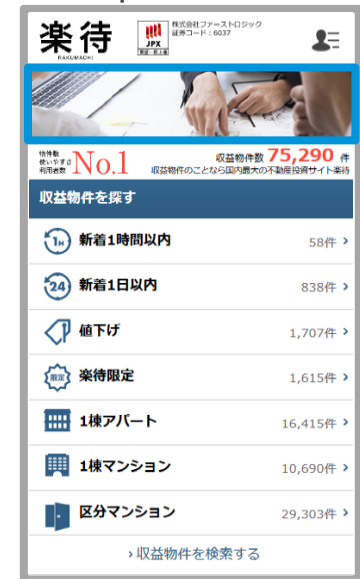 楽待
RAKUMACHI
JPX
株式会社ファーストロジック
証券コード：6037
物件数
使いやすさ
利用者数
No.1
収益物件数 75,290 件
収益物件のことなら国内最大の不動産投資サイト楽待
収益物件を探す
1H 新着1時間以内 58件
24 新着1日以内 838件
値下げ 1,707件
限定 楽待限定 1,615件
1棟アパート 16,415件
1棟マンション 10,690件
区分マンション 29,303件
›収益物件を検索する